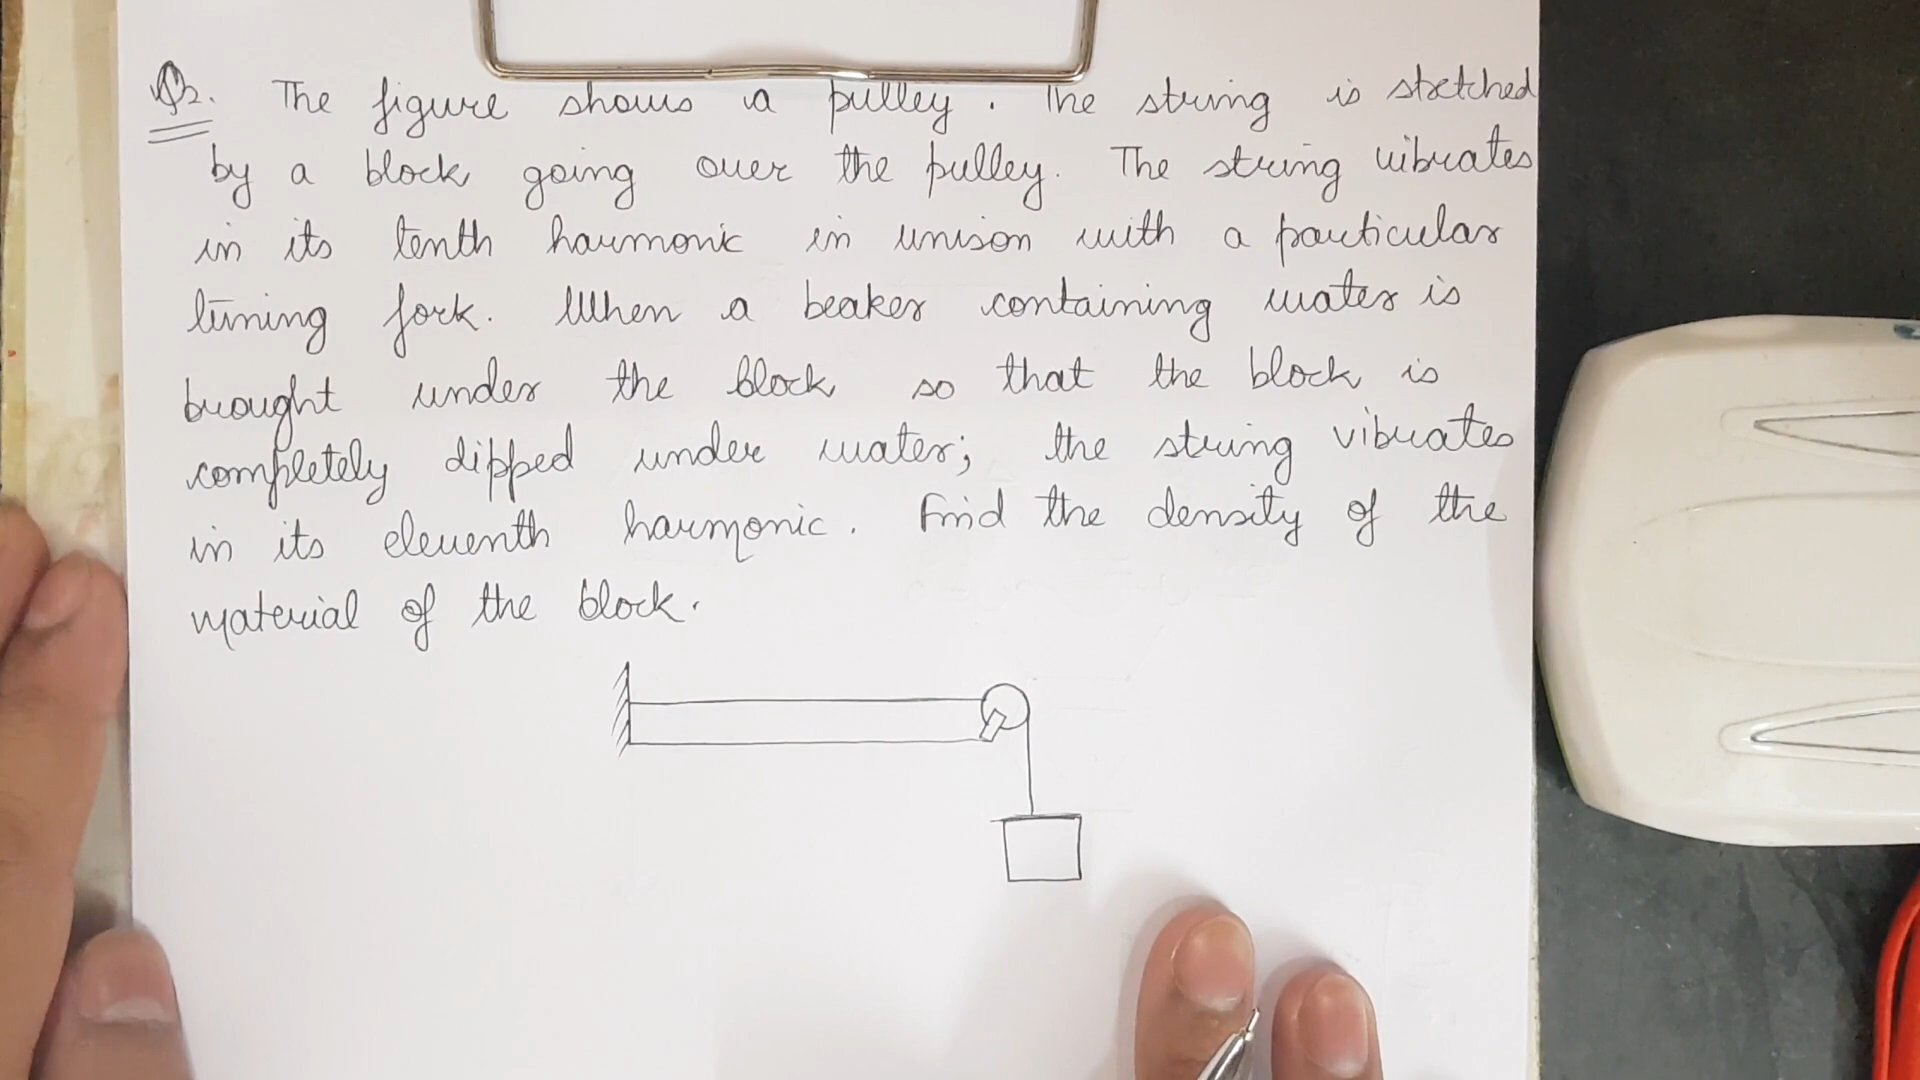 Q2. The figure shows a pulley. The string is stretched
by a block going over the pulley. The string vibrates
in its tenth harmonic in unison with a particular
tuning fork. When a beaker containing water is
brought under the block so that the block is
completely dipped under water; the string vibrates
in its eleventh harmonic. Find the density of the
material of the block.